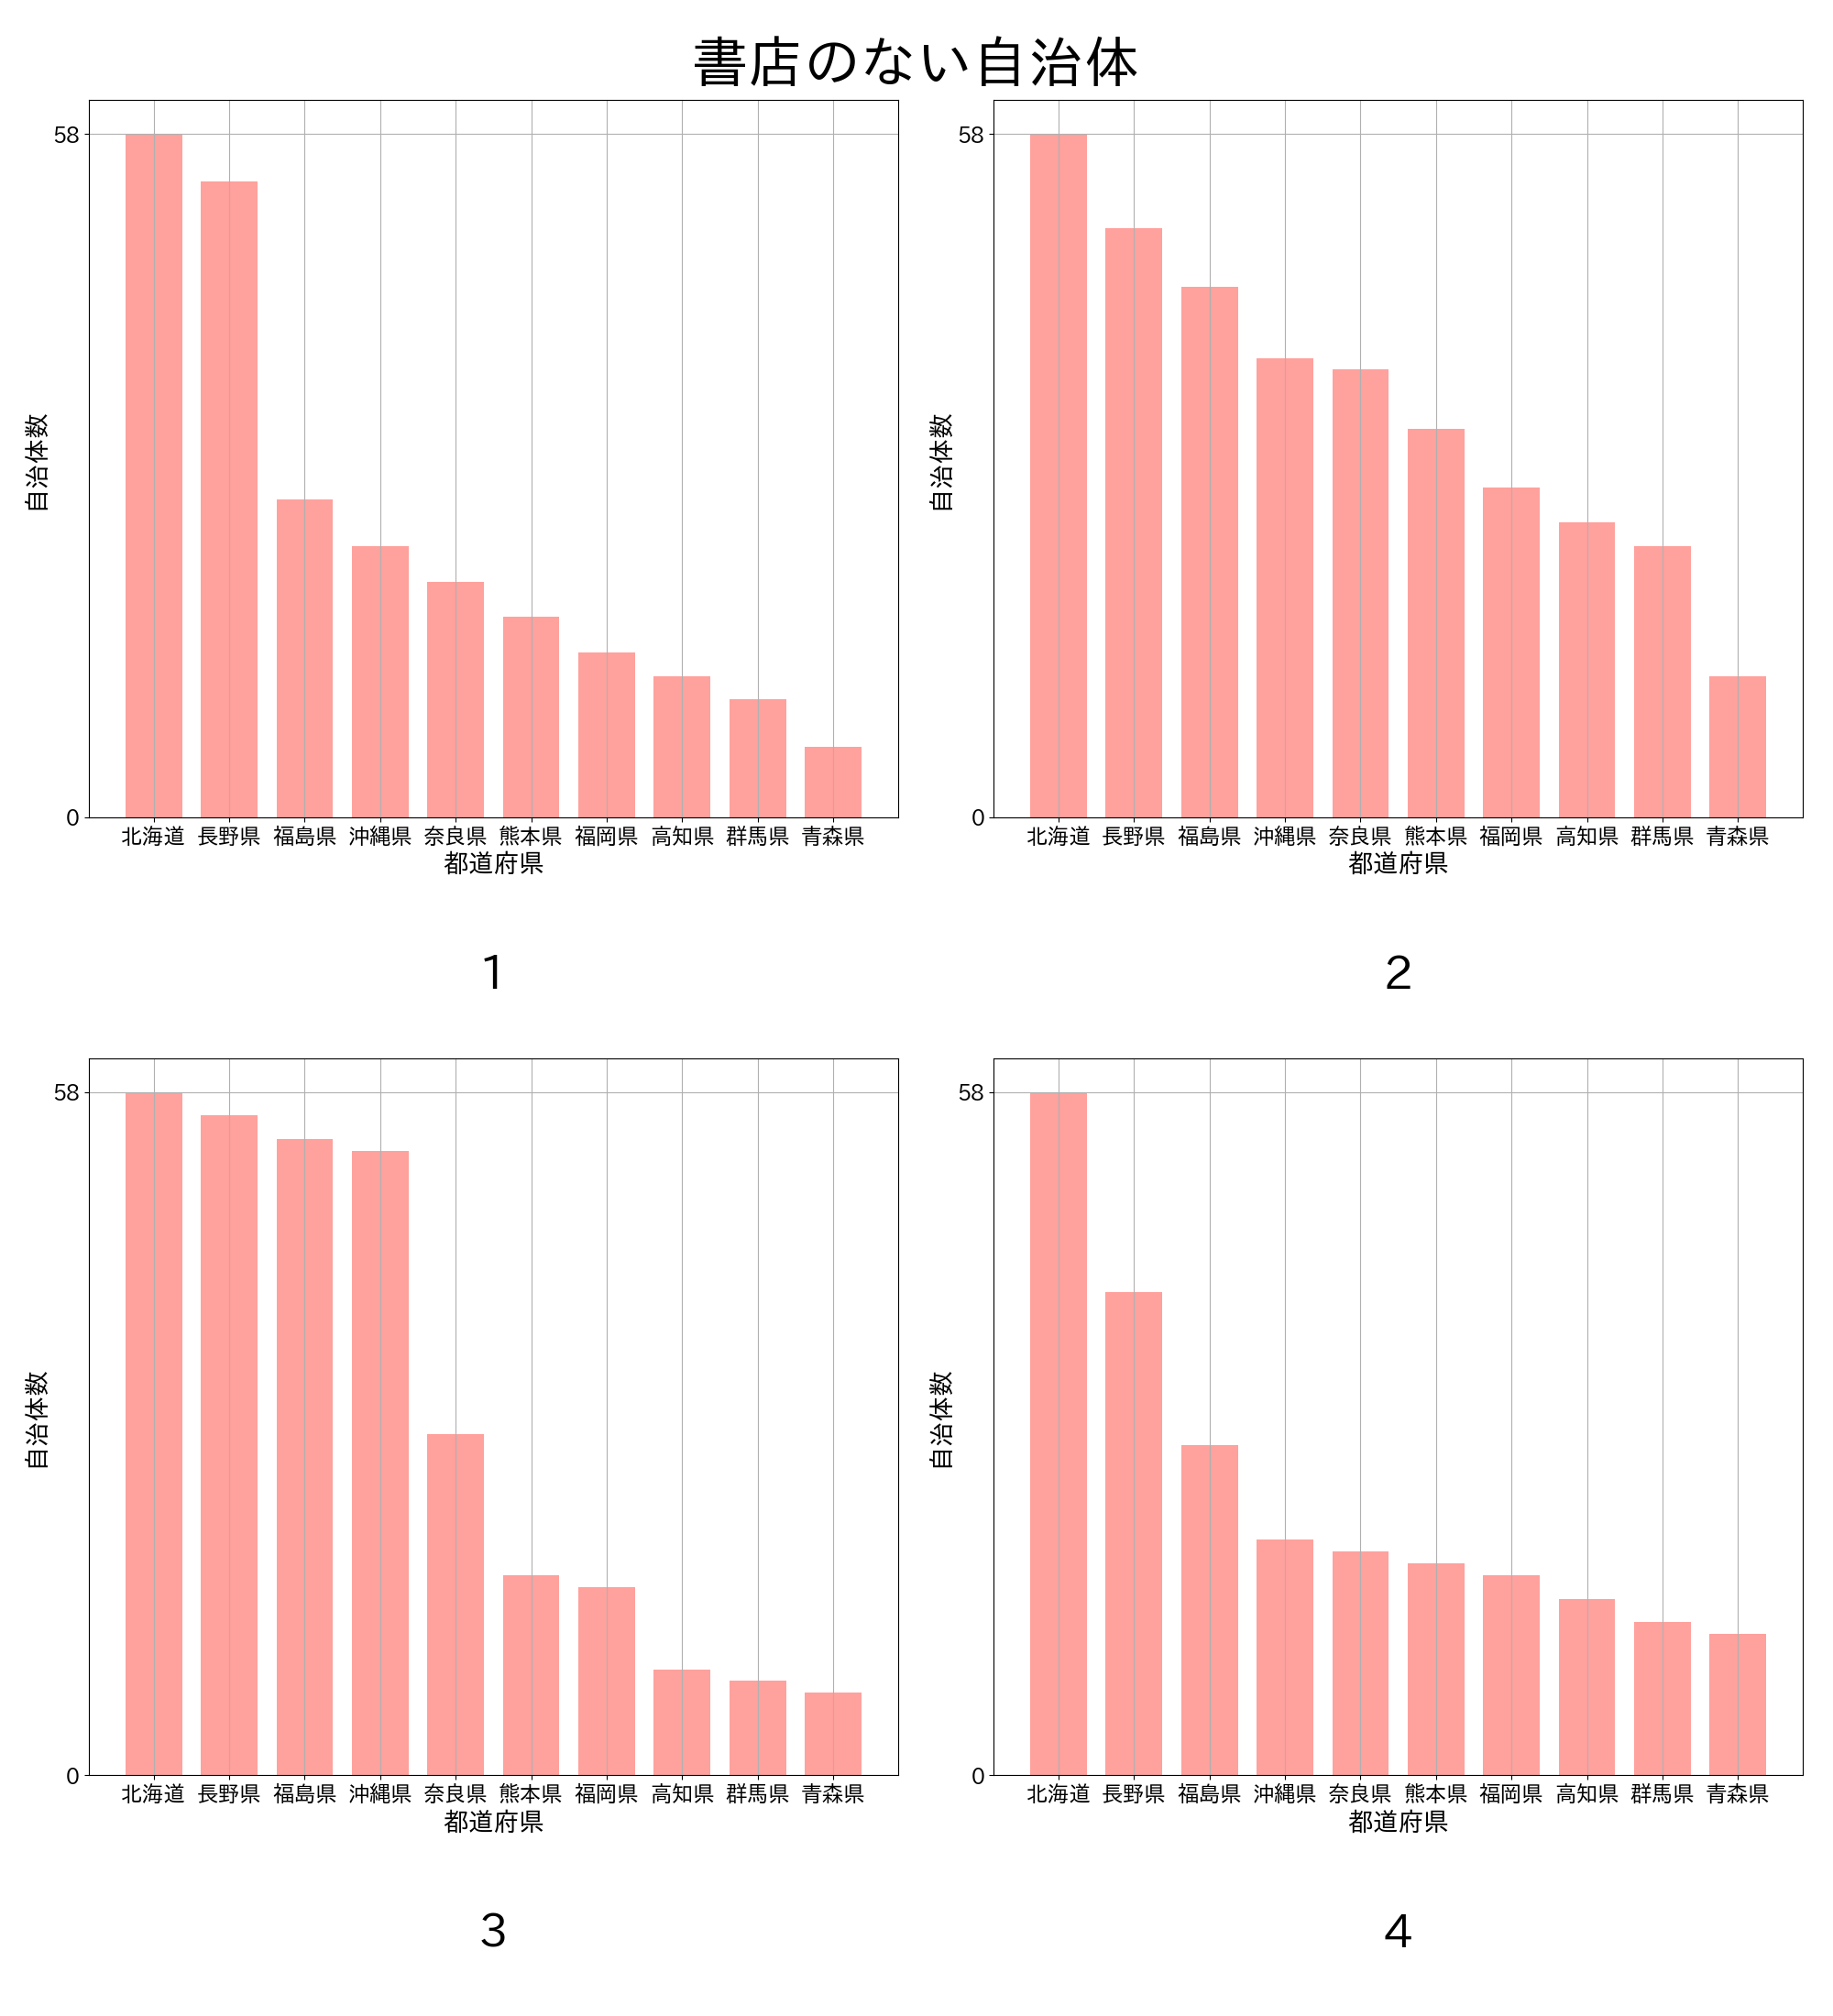 書店のない自治体
58
0
自治体数
北海道 長野県 福島県 沖縄県 奈良県 熊本県 福岡県 高知県 群馬県 青森県
都道府県
1
58
0
自治体数
北海道 長野県 福島県 沖縄県 奈良県 熊本県 福岡県 高知県 群馬県 青森県
都道府県
2
58
0
自治体数
北海道 長野県 福島県 沖縄県 奈良県 熊本県 福岡県 高知県 群馬県 青森県
都道府県
3
58
0
自治体数
北海道 長野県 福島県 沖縄県 奈良県 熊本県 福岡県 高知県 群馬県 青森県
都道府県
4